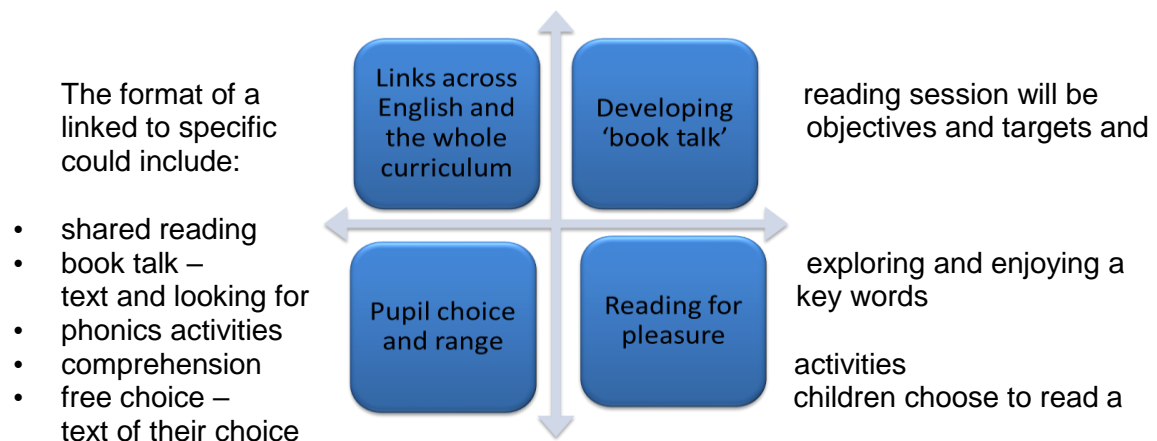 The format of a reading session will be
linked to specific objectives and targets and
could include:
• shared reading
• book talk – exploring and enjoying a
text and looking for key words
• phonics activities
• comprehension activities
• free choice – children choose to read a
text of their choice
Links across
English and
the whole
curriculum
Developing
‘book talk’
Pupil choice
and range
Reading for
pleasure